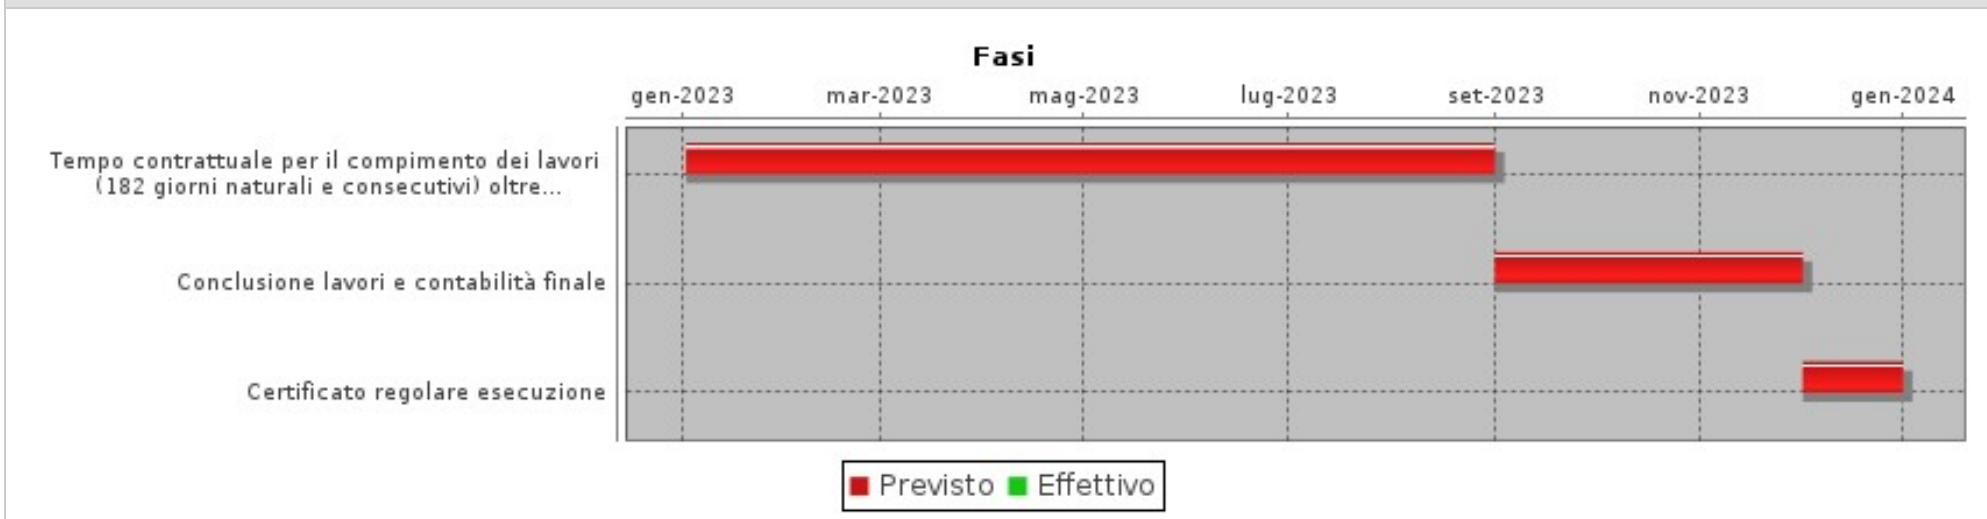 Fasi
gen-2023 mar-2023 mag-2023 lug-2023 set-2023 nov-2023 gen-2024
Tempo contrattuale per il compimento dei lavori
(182 giorni naturali e consecutivi) oltre...
Conclusione lavori e contabilità finale
Certificato regolare esecuzione
Previsto Effettivo